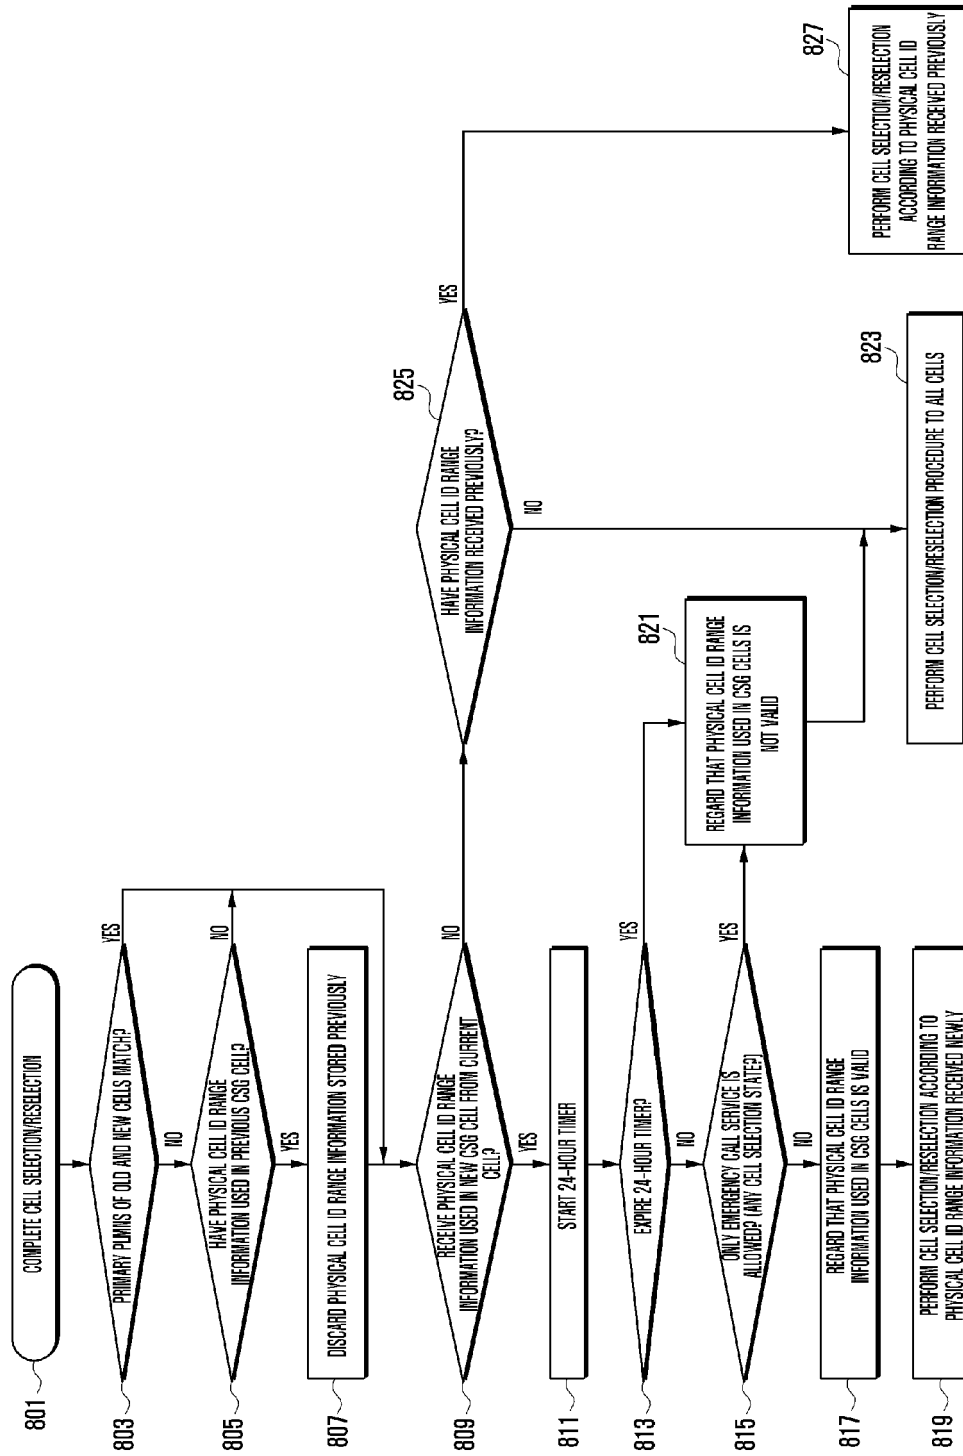 801
COMPLETE CELL SELECTION/RESELECTION
803
PRIMARY PLMNS OF OLD AND NEW CELLS MATCH?
YES
NO
805
HAVE PHYSICAL CELL ID RANGE
INFORMATION USED IN PREVIOUS CSG CELL?
NO
YES
807
DISCARD PHYSICAL CELL ID RANGE INFORMATION STORED PREVIOUSLY
809
RECEIVE PHYSICAL CELL ID RANGE
INFORMATION USED IN NEW CSG CELL FROM CURRENT
CELL?
NO
YES
825
HAVE PHYSICAL CELL ID RANGE
INFORMATION RECEIVED PREVIOUSLY?
YES
NO
811
START 24-HOUR TIMER
813
EXPIRE 24-HOUR TIMER?
YES
NO
815
ONLY EMERGENCY CALL SERVICE IS
ALLOWED? (ANY CELL SELECTION STATE?)
YES
NO
821
REGARD THAT PHYSICAL CELL ID RANGE
INFORMATION USED IN CSG CELLS IS
NOT VALID
817
REGARD THAT PHYSICAL CELL ID RANGE
INFORMATION USED IN CSG CELLS IS VALID
819
PERFORM CELL SELECTION/RESELECTION ACCORDING TO
PHYSICAL CELL ID RANGE INFORMATION RECEIVED NEWLY
823
PERFORM CELL SELECTION/RESELECTION PROCEDURE TO ALL CELLS
827
PERFORM CELL SELECTION/RESELECTION
ACCORDING TO PHYSICAL CELL ID
RANGE INFORMATION RECEIVED PREVIOUSLY